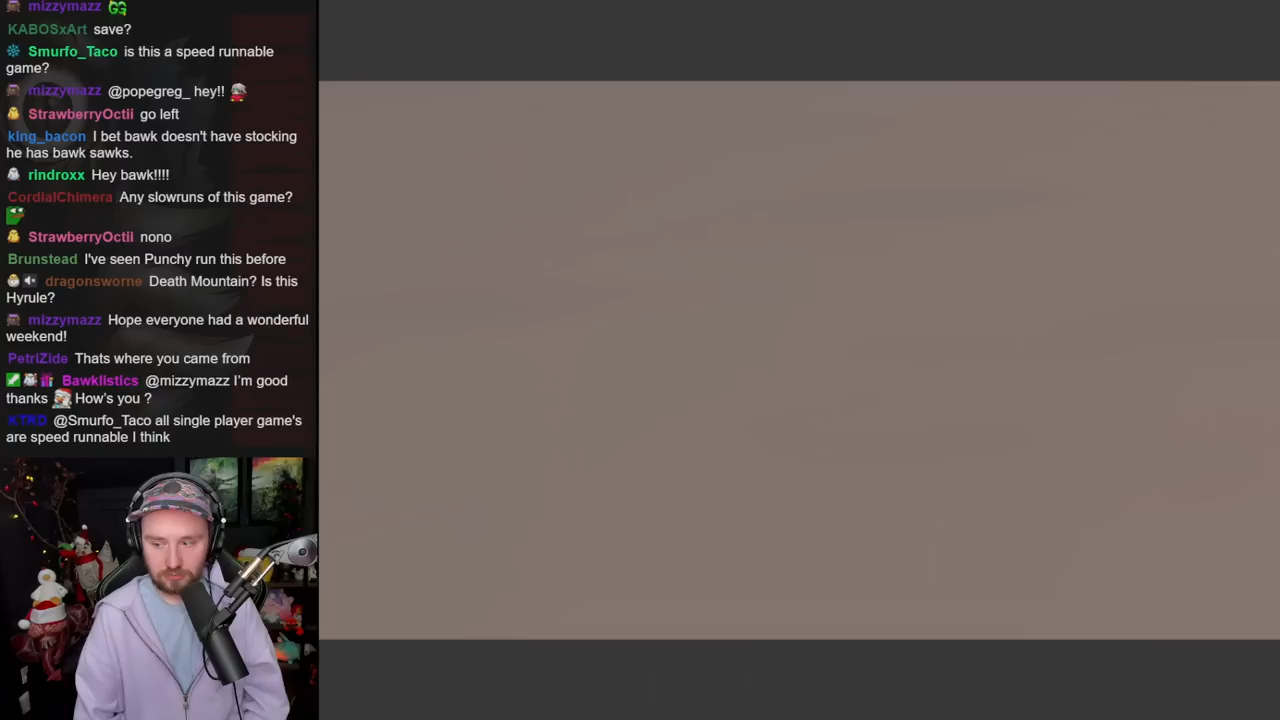 mizzymazz
KABOSxArt save?
Smurfo_Taco is this a speed runnable
game?
mizzymazz @popegreg_ hey!!
StrawberryOctii go left
king_bacon I bet bawk doesn't have stocking
he has bawk sawks.
rindroxx Hey bawk!!!!
CordialChimera Any slowruns of this game?
StrawberryOctii nono
Brunstead I've seen Punchy run this before
dragonsworne Death Mountain? Is this
Hyrule?
mizzymazz Hope everyone had a wonderful
weekend!
PetriZide Thats where you came from
Bawklistics @mizzymazz I'm good
thanks How's you ?
KTRD @Smurfo_Taco all single player game's
are speed runnable I think